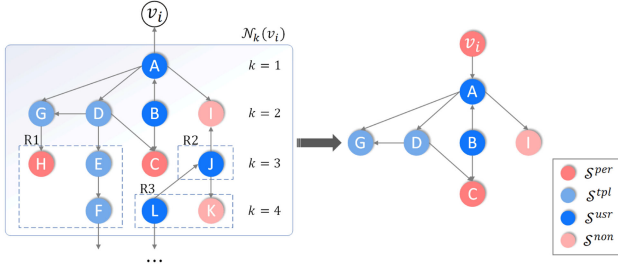 v_i
𝒩_k(v_i)
A
k = 1
G
D
B
I
k = 2
R1
R2
H
E
C
J
k = 3
R3
F
L
K
k = 4
...
v_i
A
G
D
B
I
C
𝒮^per
𝒮^tpl
𝒮^usr
𝒮^non